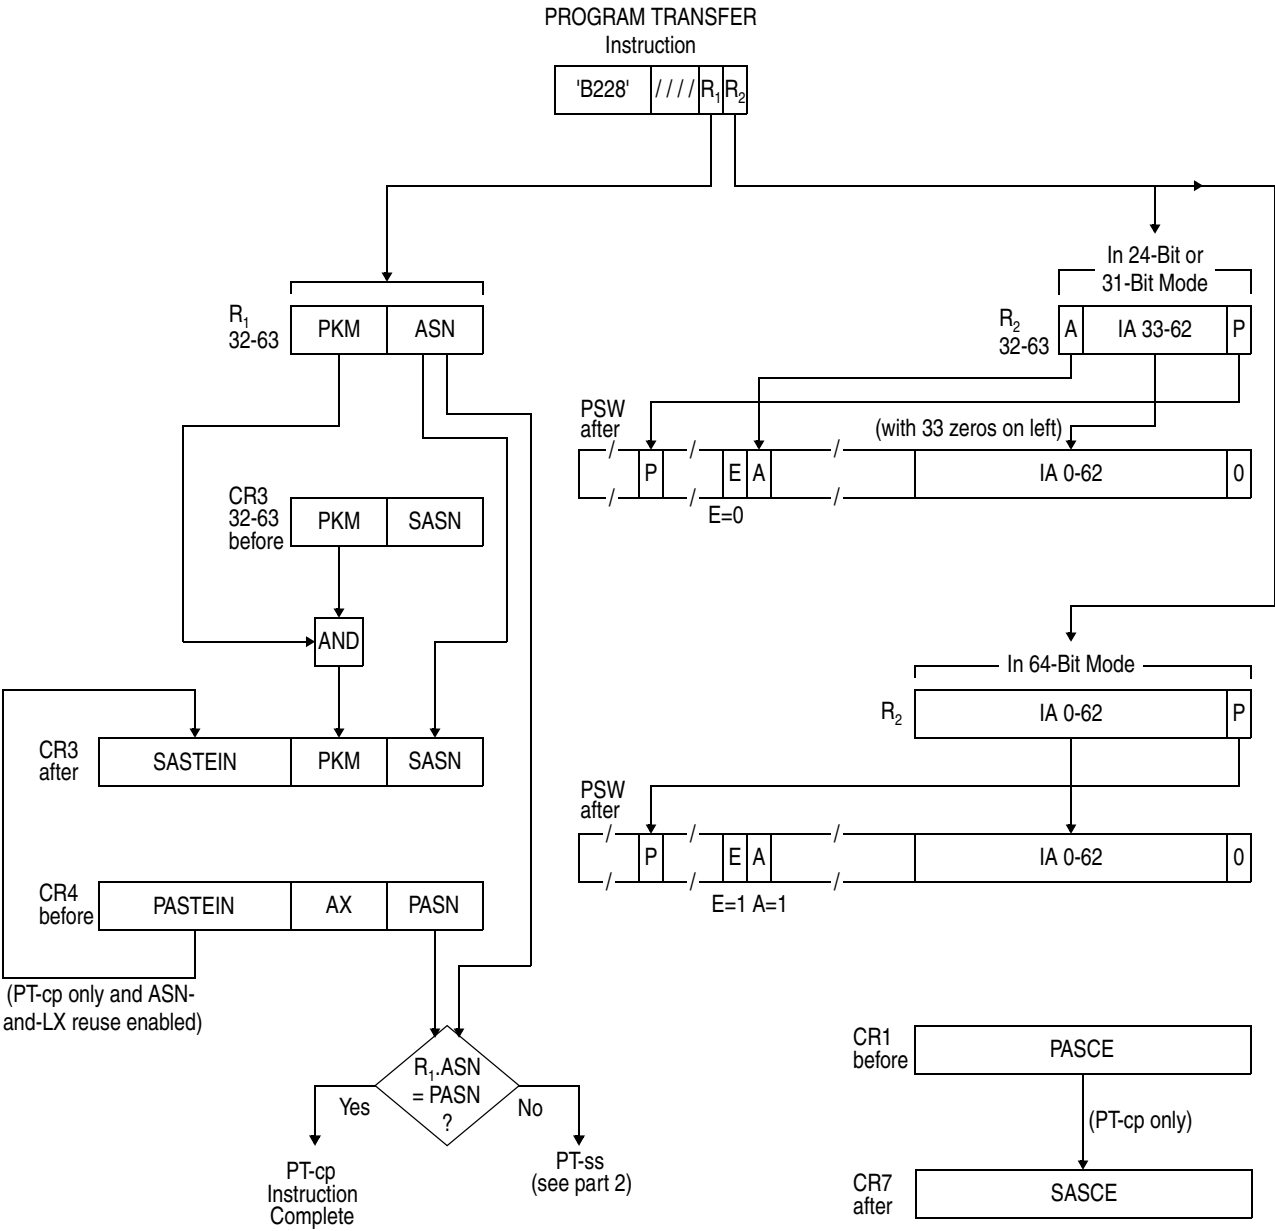 PROGRAM TRANSFER
Instruction
'B228' //// R1 R2
In 24-Bit or
31-Bit Mode
R1
32-63
PKM ASN
R2
32-63
A IA 33-62 P
PSW
after
(with 33 zeros on left)
/ / /
P E A IA 0-62 0
/ / /
E=0
CR3
32-63
before
PKM SASN
AND
In 64-Bit Mode
R2
IA 0-62 P
CR3
after
SASTEIN PKM SASN
PSW
after
/ / /
P E A IA 0-62 0
/ / /
E=1 A=1
CR4
before
PASTEIN AX PASN
(PT-cp only and ASN-
and-LX reuse enabled)
R1.ASN
= PASN
?
Yes
No
PT-cp
Instruction
Complete
PT-ss
(see part 2)
CR1
before
PASCE
(PT-cp only)
CR7
after
SASCE